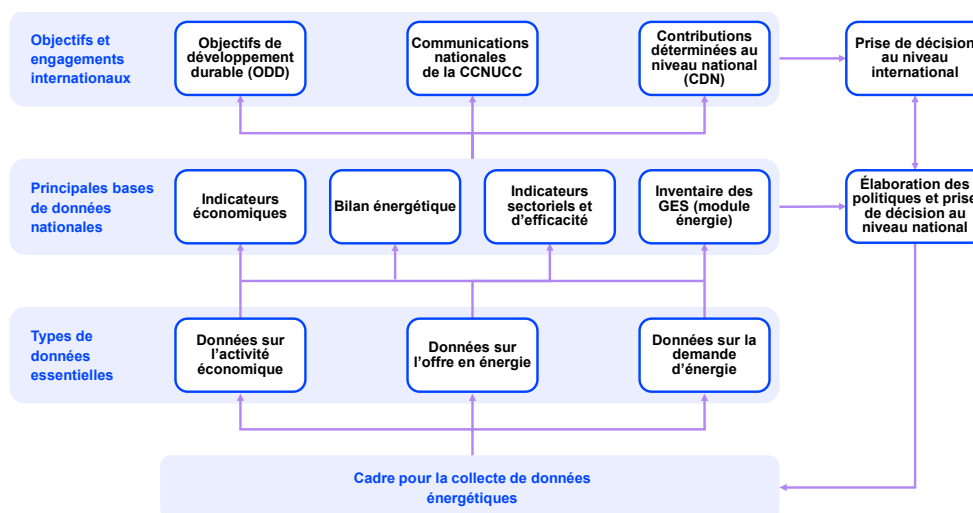 Objectifs et
engagements
internationaux
Objectifs de
développement
durable (ODD)
Communications
nationales
de la CCNUCC
Contributions
déterminées au
niveau national
(CDN)
Prise de décision
au niveau
international
Principales bases
de données
nationales
Indicateurs
économiques
Bilan énergétique
Indicateurs
sectoriels et
d'efficacité
Inventaire des
GES (module
énergie)
Élaboration des
politiques et prise
de décision au
niveau national
Types de
données
essentielles
Données sur
l'activité
économique
Données sur
l'offre en énergie
Données sur la
demande
d'énergie
Cadre pour la collecte de données
énergétiques